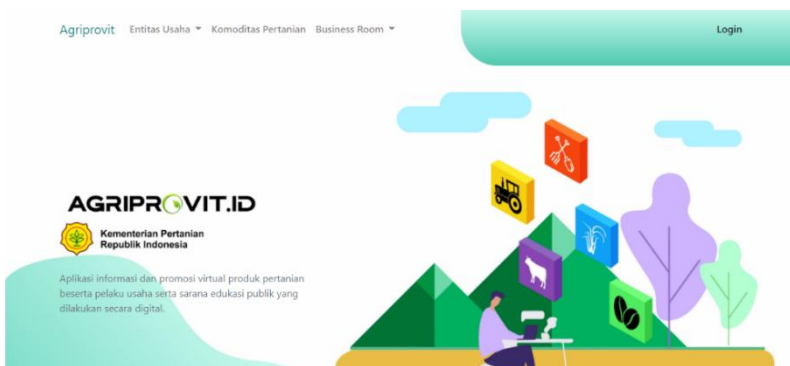 Agriprovit Entitas Usaha Komoditas Pertanian Business Room Login
AGRIPROVIT.ID
Kementerian Pertanian
Republik Indonesia
Aplikasi informasi dan promosi virtual produk pertanian
beserta pelaku usaha serta sarana edukasi publik yang
dilakukan secara digital.